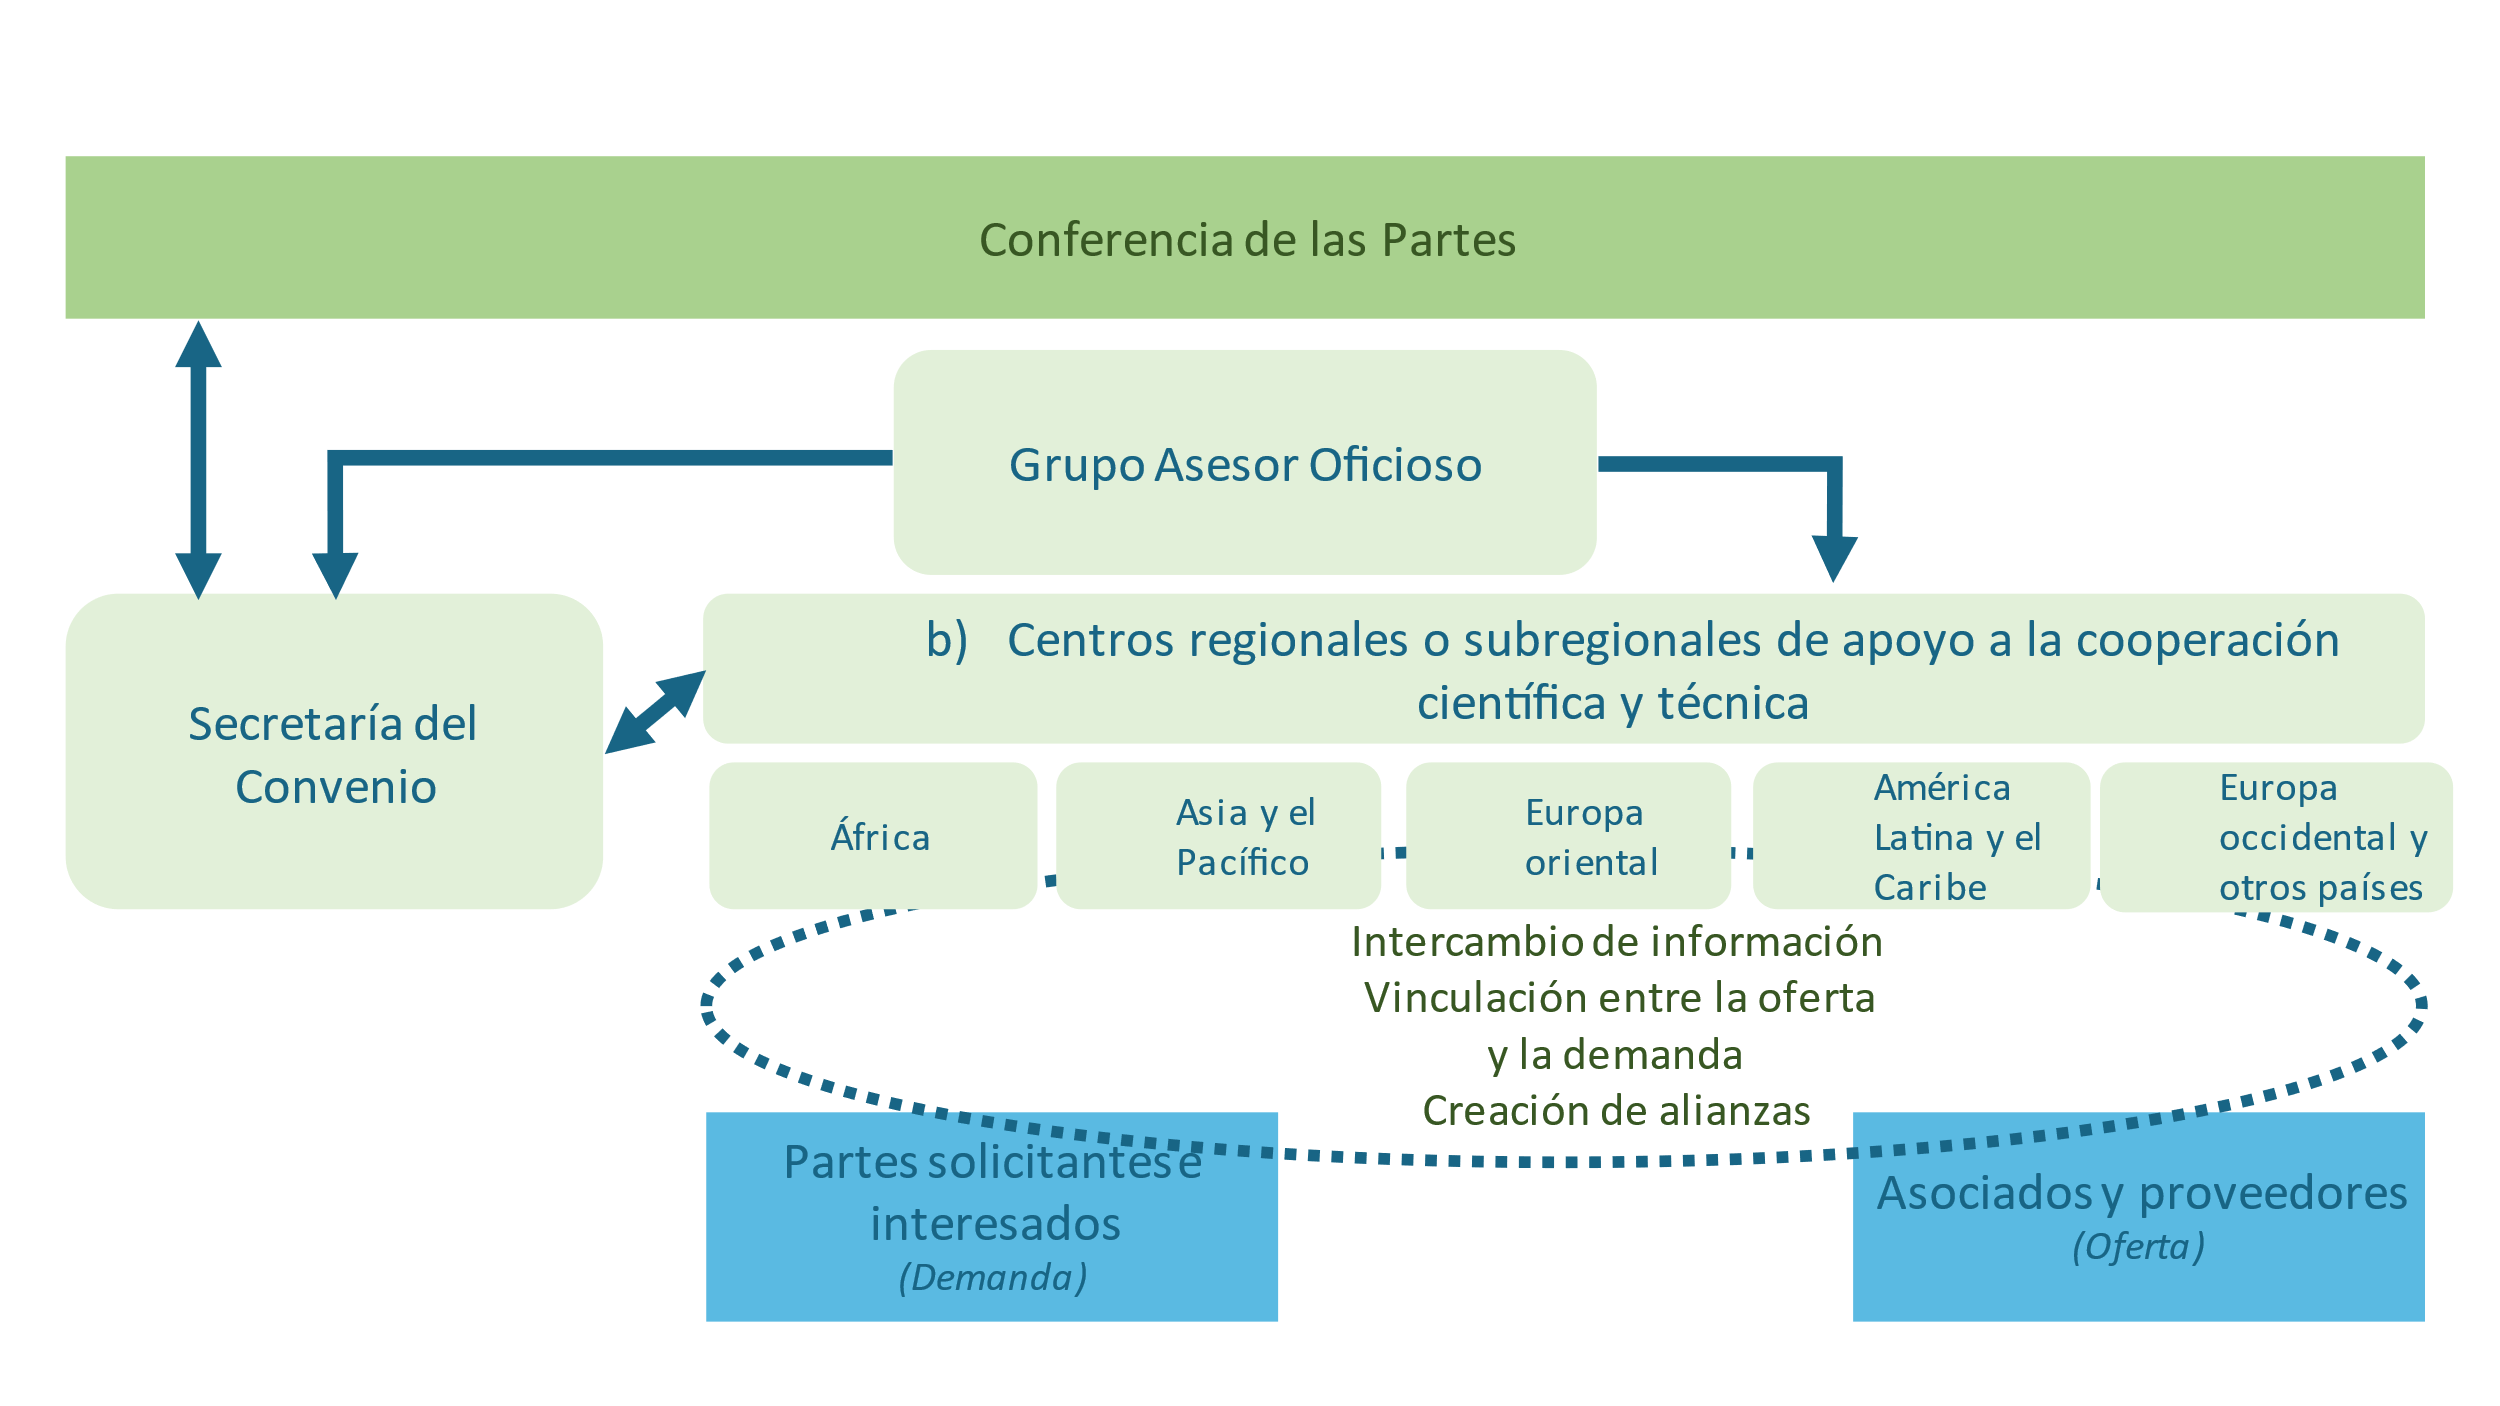 Conferencia de las Partes
Grupo Asesor Oficioso
b) Centros regionales o subregionales de apoyo a la cooperación
científica y técnica
Secretaría del
Convenio
África
Asia y el
Pacífico
Europa
oriental
América
Latina y el
Caribe
Europa
occidental y
otros países
Intercambio de información
Vinculación entre la oferta
y la demanda
Creación de alianzas
Partes solicitantes e
interesados
(Demanda)
Asociados y proveedores
(Oferta)